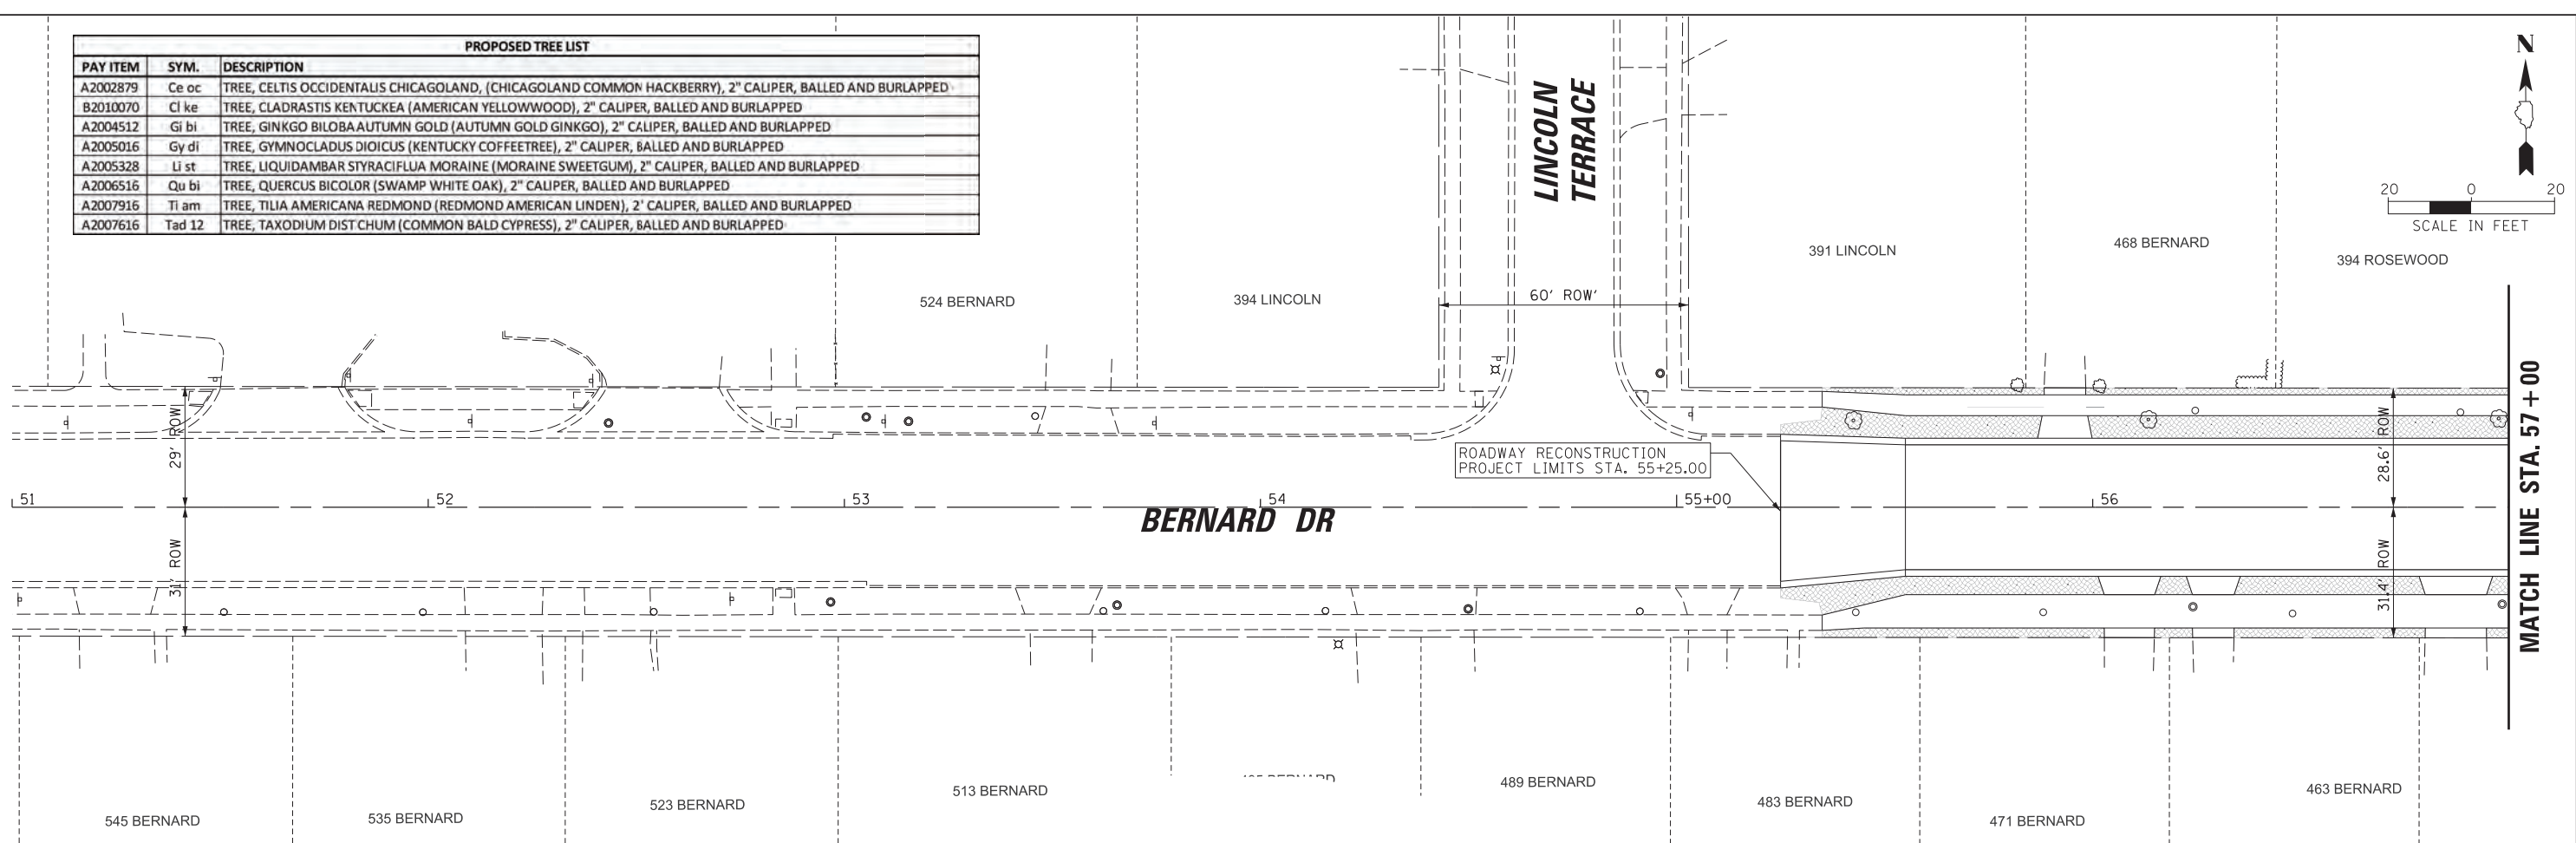 PROPOSED TREE LIST
PAY ITEM SYM. DESCRIPTION
A2002879 Ce oc TREE, CELTIS OCCIDENTALIS CHICAGOLAND, (CHICAGOLAND COMMON HACKBERRY), 2" CALIPER, BALLED AND BURLAPPED
B2010070 Cl ke TREE, CLADRASTIS KENTUCKEA (AMERICAN YELLOWWOOD), 2" CALIPER, BALLED AND BURLAPPED
A2004512 Gi bi TREE, GINKGO BILOBA AUTUMN GOLD (AUTUMN GOLD GINKGO), 2" CALIPER, BALLED AND BURLAPPED
A2005016 Gy di TREE, GYMNOCLADUS DIOICUS (KENTUCKY COFFEETREE), 2" CALIPER, BALLED AND BURLAPPED
A2005328 Li st TREE, LIQUIDAMBAR STYRACIFLUA MORAINE (MORAINE SWEETGUM), 2" CALIPER, BALLED AND BURLAPPED
A2006516 Qu bi TREE, QUERCUS BICOLOR (SWAMP WHITE OAK), 2" CALIPER, BALLED AND BURLAPPED
A2007916 Ti am TREE, TILIA AMERICANA REDMOND (REDMOND AMERICAN LINDEN), 2' CALIPER, BALLED AND BURLAPPED
A2007616 Tad 12 TREE, TAXODIUM DISTCHUM (COMMON BALD CYPRESS), 2" CALIPER, BALLED AND BURLAPPED
LINCOLN
TERRACE
N
20 0 20
SCALE IN FEET
391 LINCOLN
468 BERNARD
394 ROSEWOOD
524 BERNARD
394 LINCOLN
60' ROW'
29' ROW
ROADWAY RECONSTRUCTION
PROJECT LIMITS STA. 55+25.00
28.6' ROW
MATCH LINE STA. 57+00
51 52 53 54 55+00 56
BERNARD DR
31' ROW
31.4' ROW
545 BERNARD
535 BERNARD
523 BERNARD
513 BERNARD
489 BERNARD
483 BERNARD
471 BERNARD
463 BERNARD